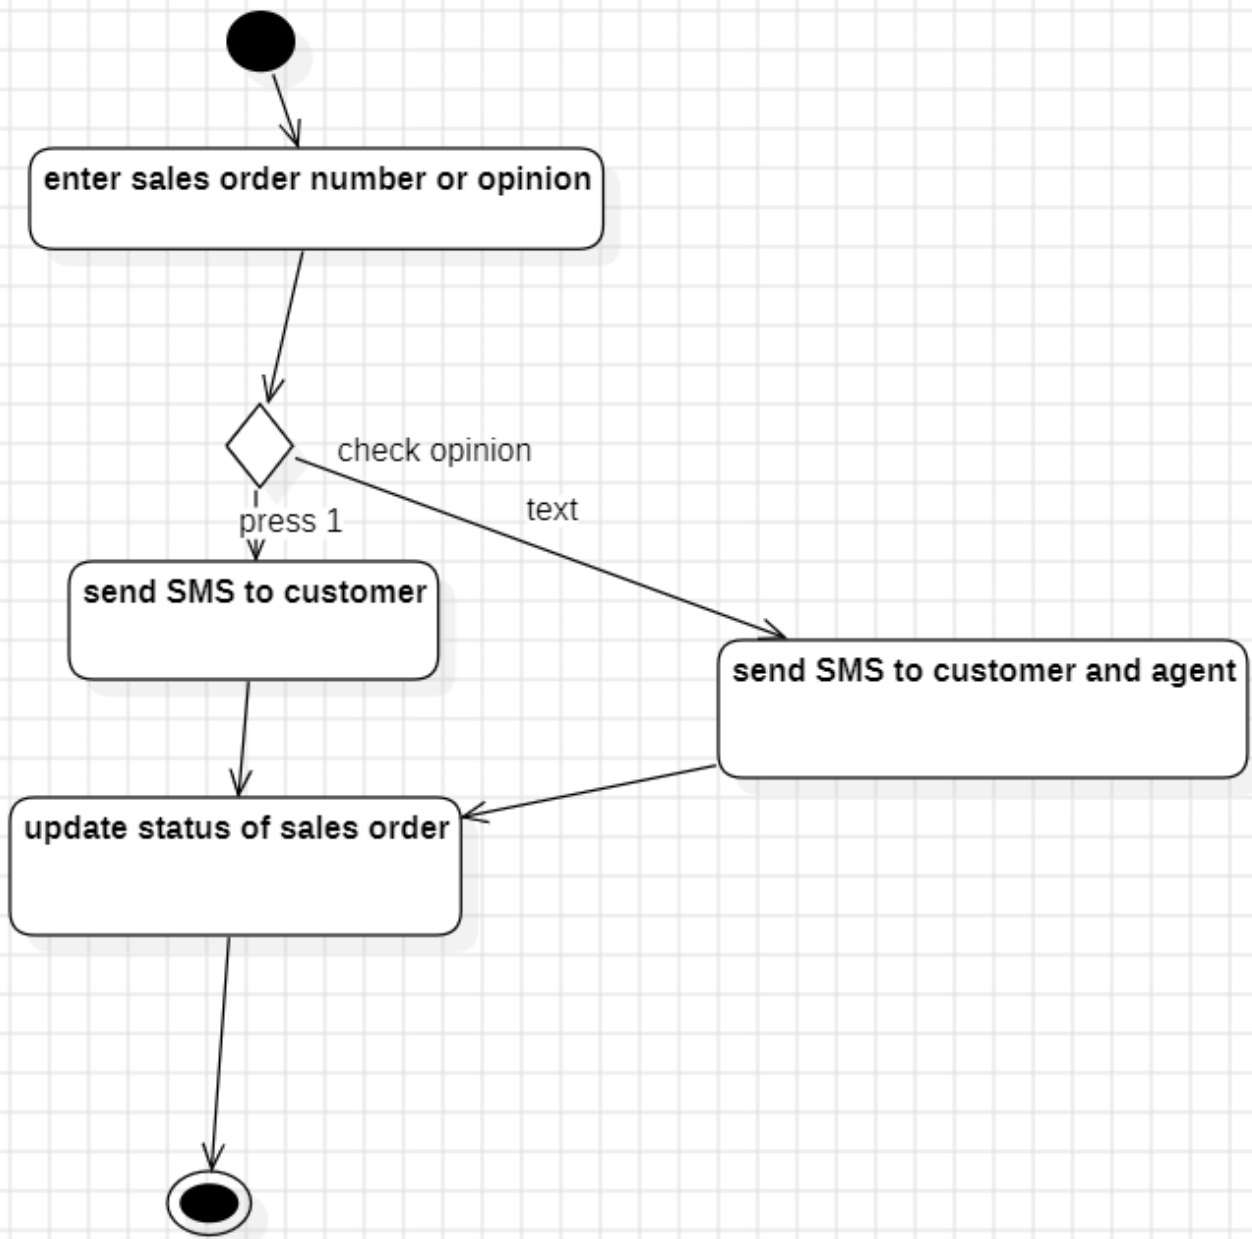 enter sales order number or opinion
check opinion
text
press 1
send SMS to customer
send SMS to customer and agent
update status of sales order